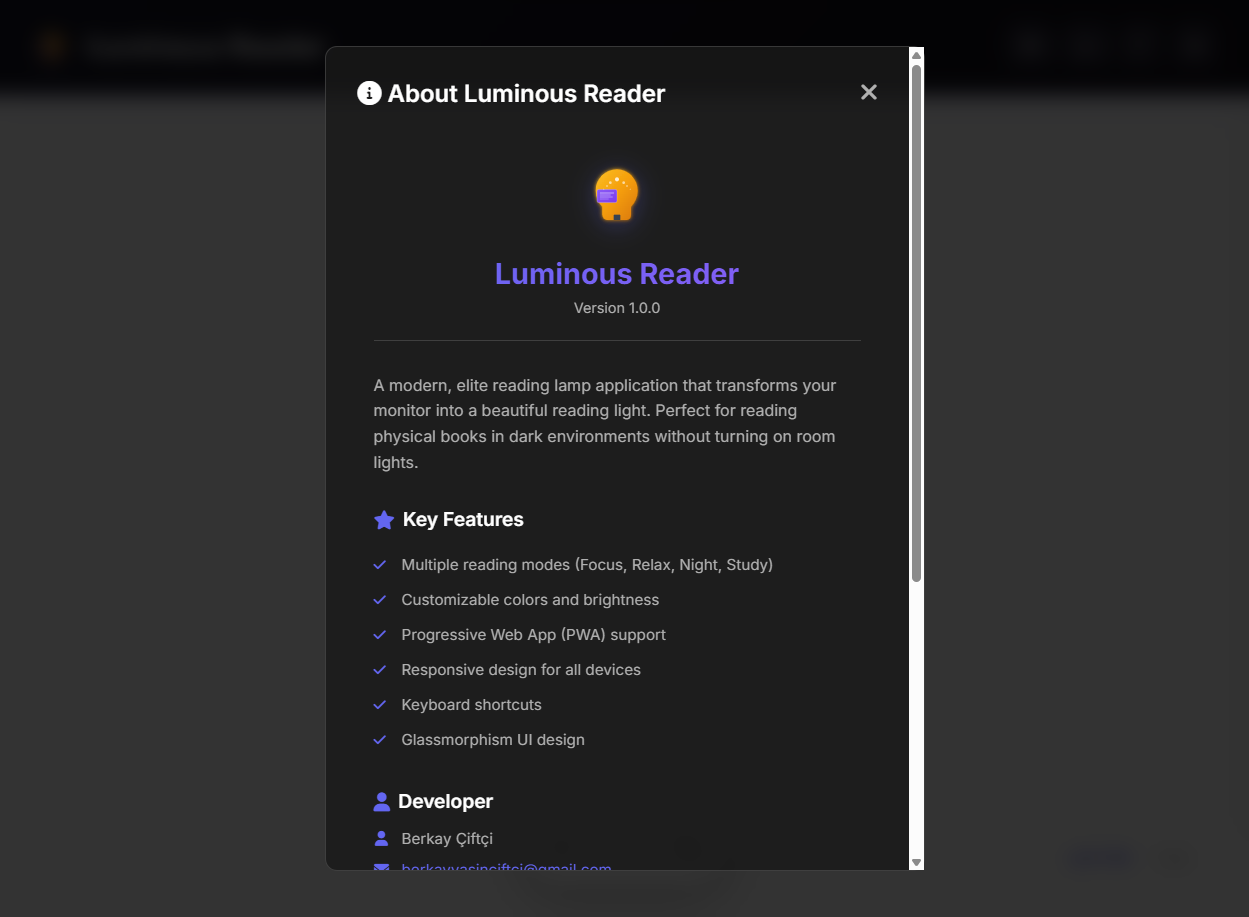 About Luminous Reader
Luminous Reader
Version 1.0.0
A modern, elite reading lamp application that transforms your
monitor into a beautiful reading light. Perfect for reading
physical books in dark environments without turning on room
lights.
Key Features
Multiple reading modes (Focus, Relax, Night, Study)
Customizable colors and brightness
Progressive Web App (PWA) support
Responsive design for all devices
Keyboard shortcuts
Glassmorphism UI design
Developer
Berkay Çiftçi
berkayyasinciftci@gmail.com